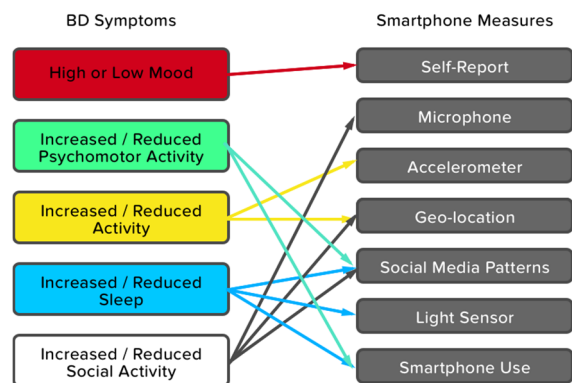 BD Symptoms
Smartphone Measures
High or Low Mood
Increased / Reduced
Psychomotor Activity
Increased / Reduced
Activity
Increased / Reduced
Sleep
Increased / Reduced
Social Activity
Self-Report
Microphone
Accelerometer
Geo-location
Social Media Patterns
Light Sensor
Smartphone Use